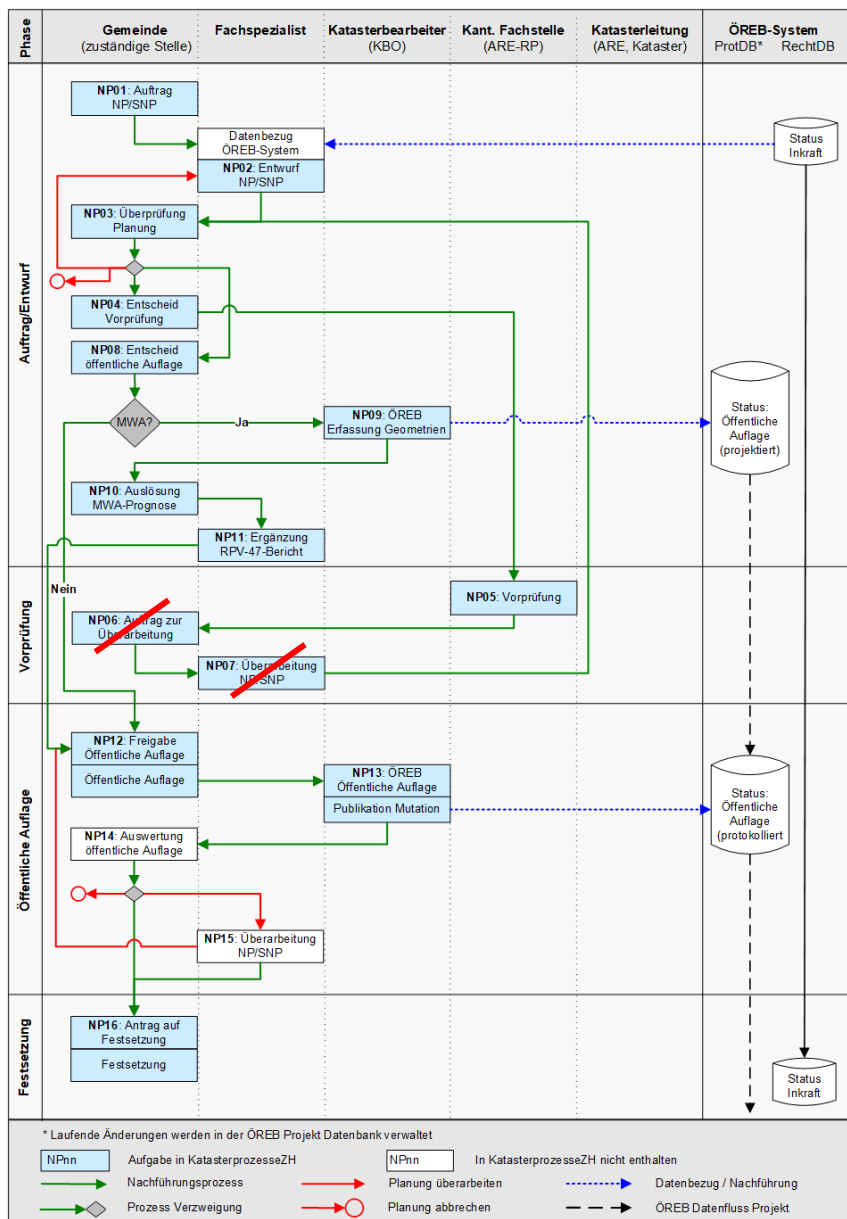 Phase
Gemeinde
(zuständige Stelle)
Fachspezialist
Katasterbearbeiter
(KBO)
Kant. Fachstelle
(ARE-RP)
Katasterleitung
(ARE, Kataster)
ÖREB-System
ProtDB* RechtDB
Auftrag/Entwurf
NP01: Auftrag
NP/SNP
Datenbezug
ÖREB-System
Status
Inkraft
NP02: Entwurf
NP/SNP
NP03: Überprüfung
Planung
NP04: Entscheid
Vorprüfung
NP08: Entscheid
öffentliche Auflage
MWA?
Ja
NP09: ÖREB
Erfassung Geometrien
Status:
Öffentliche
Auflage
(projektiert)
NP10: Auslösung
MWA-Prognose
NP11: Ergänzung
RPV-47-Bericht
Nein
Vorprüfung
NP05: Vorprüfung
NP06: Auftrag zur
Überarbeitung
NP07: Überarbeitung
NP/SNP
Öffentliche Auflage
NP12: Freigabe
Öffentliche Auflage
Öffentliche Auflage
NP13: ÖREB
Öffentliche Auflage
Publikation Mutation
Status:
Öffentliche
Auflage
(protokolliert
NP14: Auswertung
öffentliche Auflage
NP15: Überarbeitung
NP/SNP
Festsetzung
NP16: Antrag auf
Festsetzung
Festsetzung
Status
Inkraft
* Laufende Änderungen werden in der ÖREB Projekt Datenbank verwaltet
NPnn Aufgabe in KatasterprozesseZH NPnn In KatasterprozesseZH nicht enthalten
Nachführungsprozess Planung überarbeiten Datenbezug / Nachführung
Prozess Verzweigung Planung abbrechen ÖREB Datenfluss Projekt